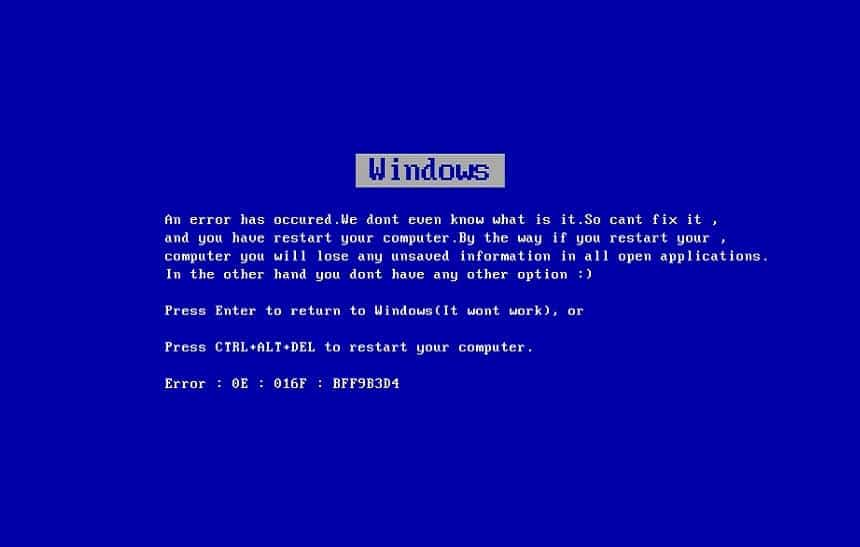 Windows
An error has occured.We dont even know what is it.So cant fix it ,
and you have restart your computer.By the way if you restart your ,
computer you will lose any unsaved information in all open applications.
In the other hand you dont have any other option :)
Press Enter to return to Windows(It wont work), or
Press CTRL+ALT+DEL to restart your computer.
Error : 0E : 016F : BFF9B3D4